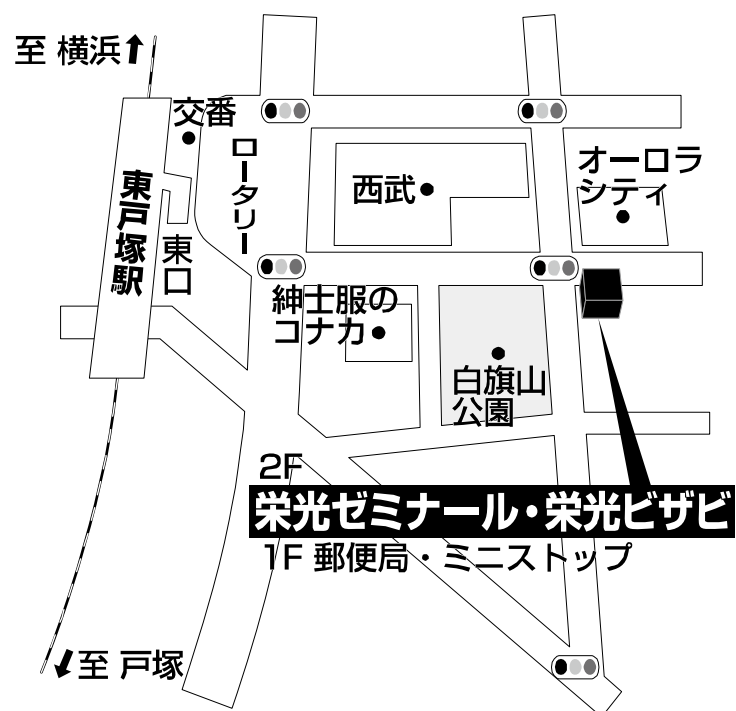 至 横浜
交番
ロータリー
東戸塚駅
東口
西武
オーロラ
シティ
紳士服の
コナカ
白旗山
公園
2F
栄光ゼミナール・栄光ビザビ
1F 郵便局・ミニストップ
至 戸塚